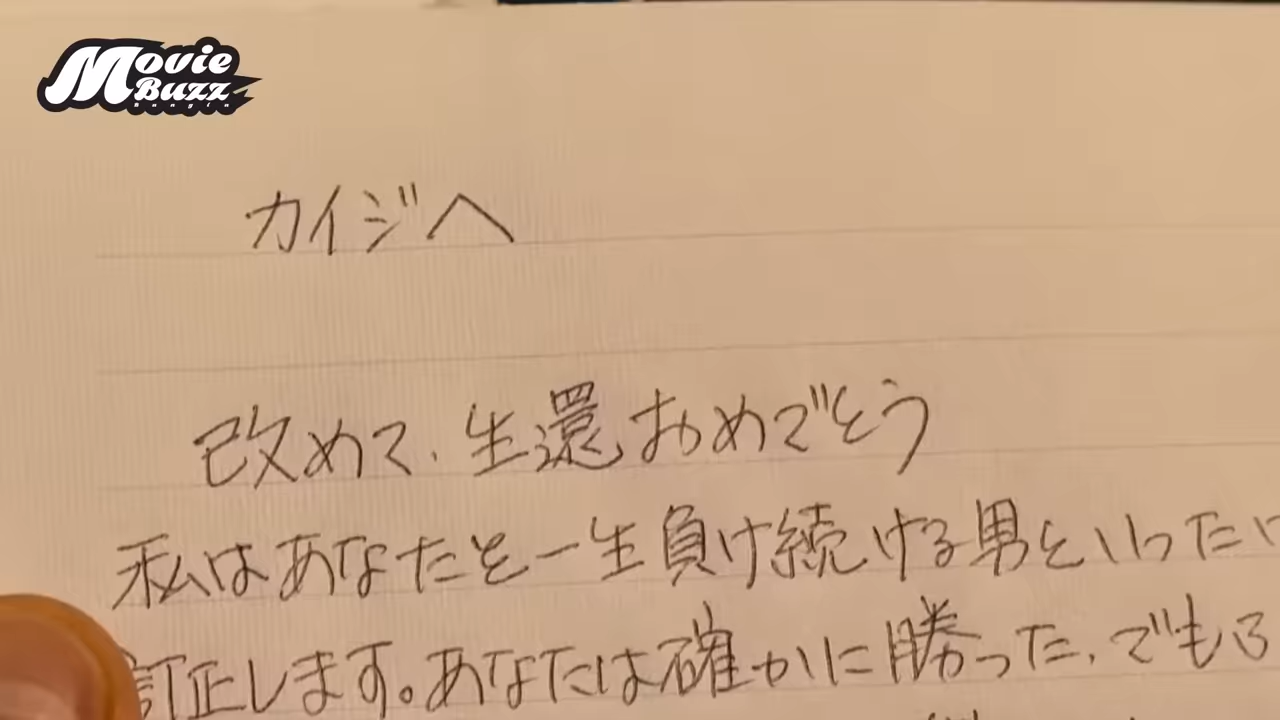 Movie
Buzz
Bangla
カイジへ
改めて、生還おめでとう
私はあなたを一生負け続ける男といったけ
訂正します。あなたは確かに勝った、でも